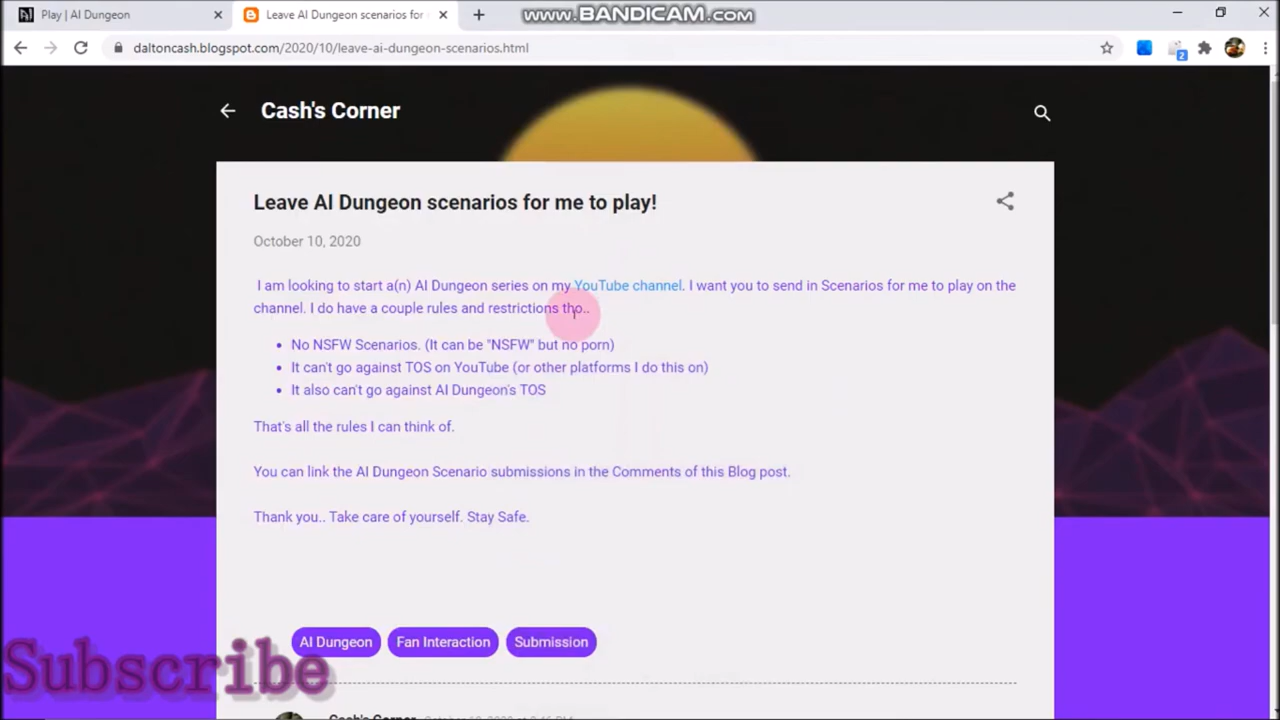 Play | AI Dungeon
Leave AI Dungeon scenarios for
www.BANDICAM.com
daltoncash.blogspot.com/2020/10/leave-ai-dungeon-scenarios.html
2
Cash's Corner
Leave AI Dungeon scenarios for me to play!
October 10, 2020
I am looking to start a(n) AI Dungeon series on my YouTube channel. I want you to send in Scenarios for me to play on the
channel. I do have a couple rules and restrictions tho..
No NSFW Scenarios. (It can be "NSFW" but no porn)
It can't go against TOS on YouTube (or other platforms I do this on)
It also can't go against AI Dungeon's TOS
That's all the rules I can think of.
You can link the AI Dungeon Scenario submissions in the Comments of this Blog post.
Thank you.. Take care of yourself. Stay Safe.
AI Dungeon Fan Interaction Submission
Subscribe
Cash's Corner October 10, 2020 at